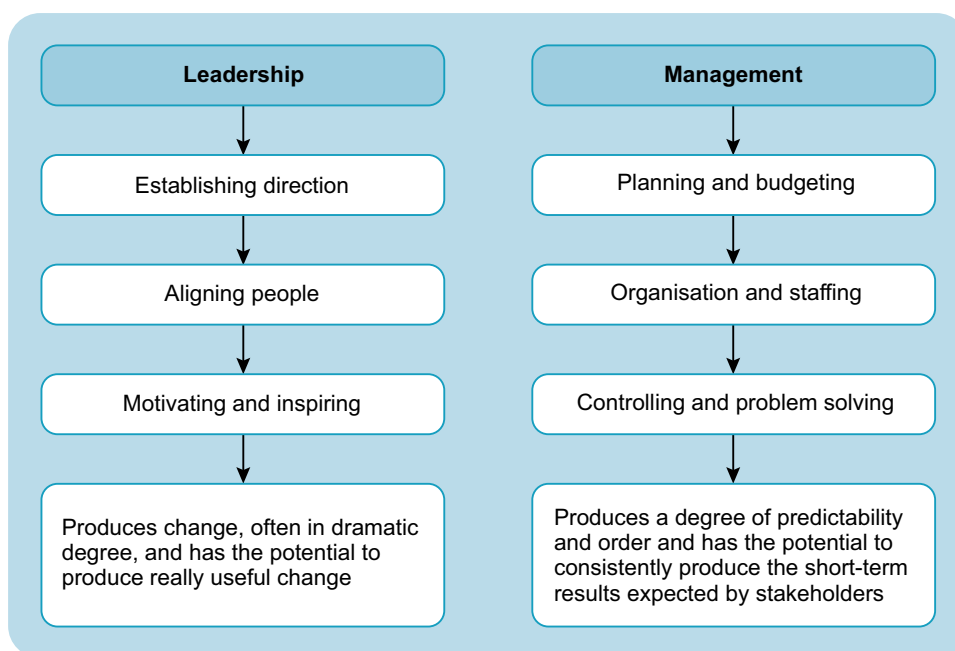 Leadership
Establishing direction
Aligning people
Motivating and inspiring
Produces change, often in dramatic
degree, and has the potential to
produce really useful change
Management
Planning and budgeting
Organisation and staffing
Controlling and problem solving
Produces a degree of predictability
and order and has the potential to
consistently produce the short-term
results expected by stakeholders